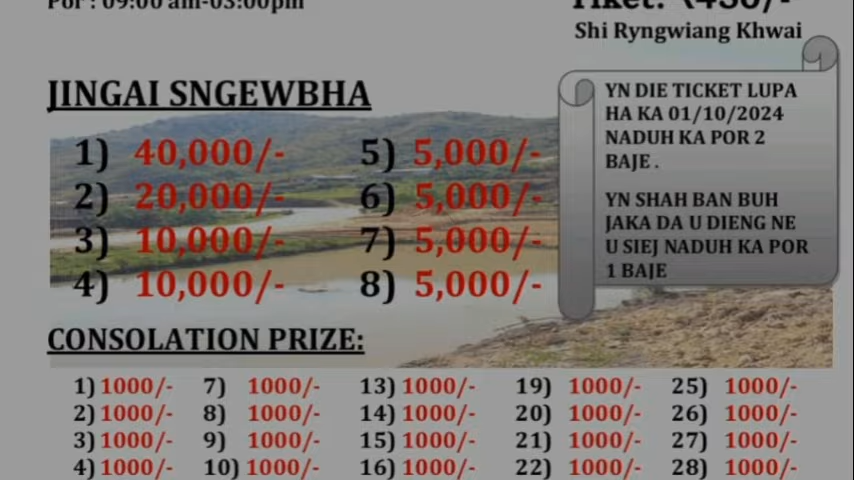 Por : 09:00 am-03:00pm
Tiket: ₹450/-
Shi Ryngwiang Khwai
JINGAI SNGEWBHA
1) 40,000/- 5) 5,000/-
2) 20,000/- 6) 5,000/-
3) 10,000/- 7) 5,000/-
4) 10,000/- 8) 5,000/-
YN DIE TICKET LUPA
HA KA 01/10/2024
NADUH KA POR 2
BAJE .
YN SHAH BAN BUH
JAKA DA U DIENG NE
U SIEJ NADUH KA POR
1 BAJE
CONSOLATION PRIZE:
1) 1000/- 7) 1000/- 13) 1000/- 19) 1000/- 25) 1000/-
2) 1000/- 8) 1000/- 14) 1000/- 20) 1000/- 26) 1000/-
3) 1000/- 9) 1000/- 15) 1000/- 21) 1000/- 27) 1000/-
4) 1000/- 10) 1000/- 16) 1000/- 22) 1000/- 28) 1000/-